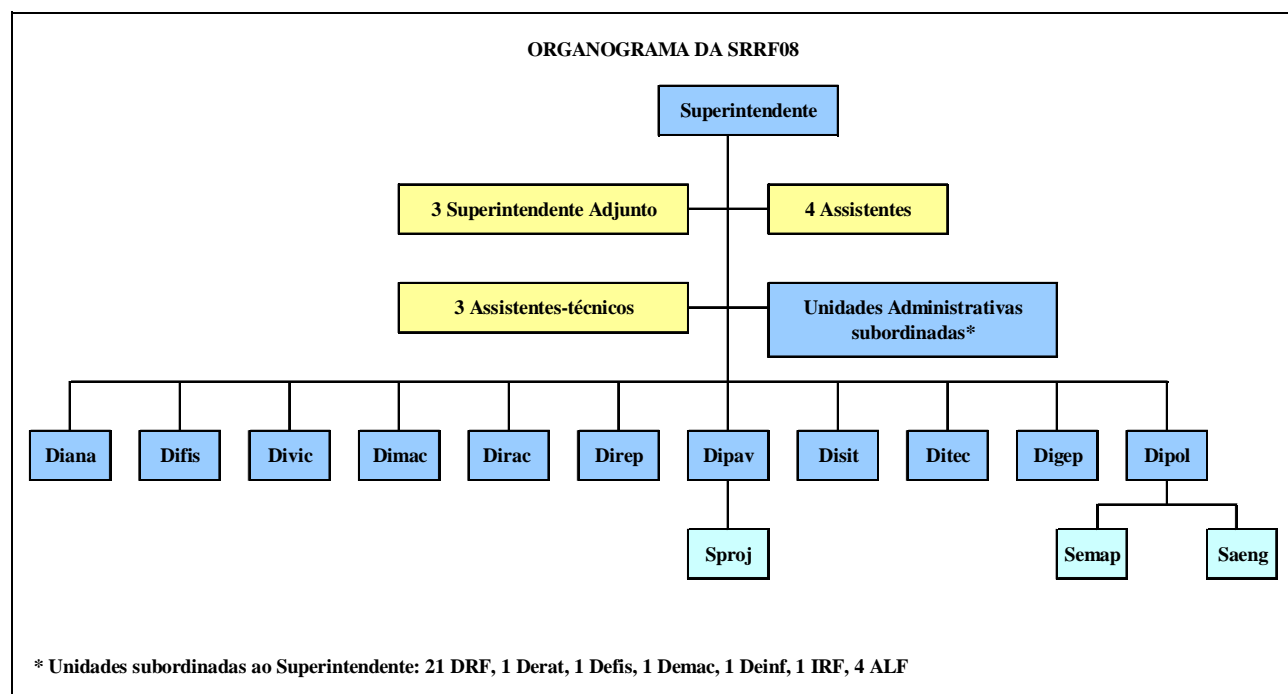 ORGANOGRAMA DA SRRF08
Superintendente
3 Superintendente Adjunto
4 Assistentes
3 Assistentes-técnicos
Unidades Administrativas
subordinadas*
Diana
Difis
Divic
Dimac
Dirac
Direp
Dipav
Disit
Ditec
Digep
Dipol
Sproj
Semap
Saeng
* Unidades subordinadas ao Superintendente: 21 DRF, 1 Derat, 1 Defis, 1 Demac, 1 Deinf, 1 IRF, 4 ALF